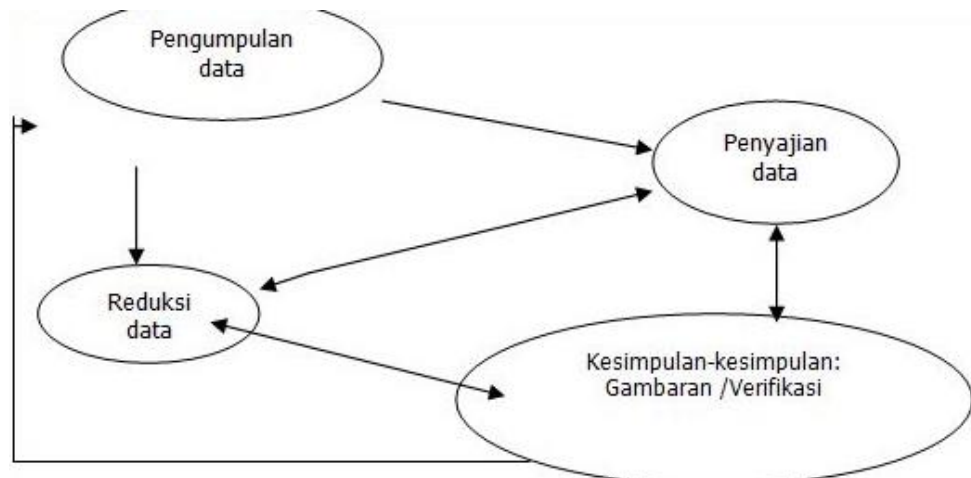 Pengumpulan
data
Penyajian
data
Reduksi
data
Kesimpulan-kesimpulan:
Gambaran /Verifikasi